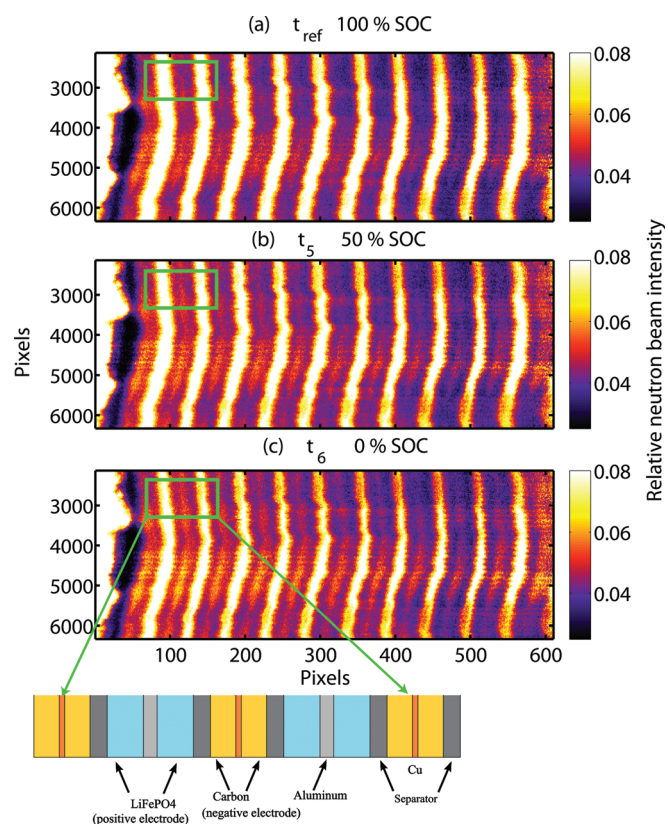 (a) t ref 100 % SOC
3000
4000
5000
6000
0.08
0.06
0.04
(b) t 5 50 % SOC
3000
4000
5000
6000
0.08
0.06
0.04
(c) t 6 0 % SOC
3000
4000
5000
6000
0.08
0.06
0.04
100 200 300 400 500 600
Pixels
Pixels
Relative neutron beam intensity
LiFePO4
(positive electrode)
Carbon
(negative electrode)
Aluminum
Cu
Separator